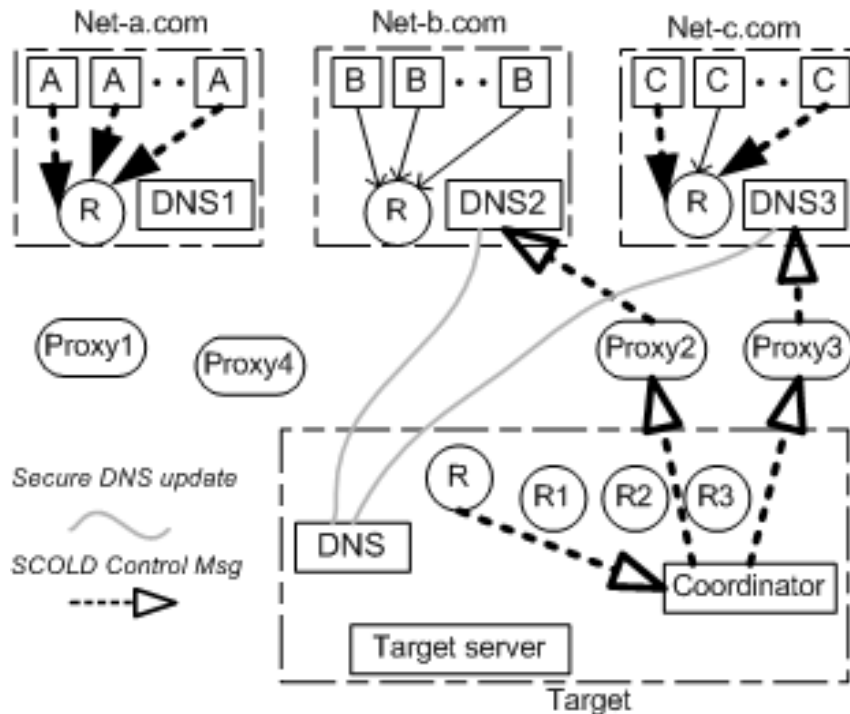 Net-a.com Net-b.com Net-c.com
A A · · A B B · · B C C · · C
R DNS1 R DNS2 R DNS3
Proxy1 Proxy4 Proxy2 Proxy3
Secure DNS update
R R1 R2 R3
DNS
SCOLD Control Msg
Coordinator
Target server
Target